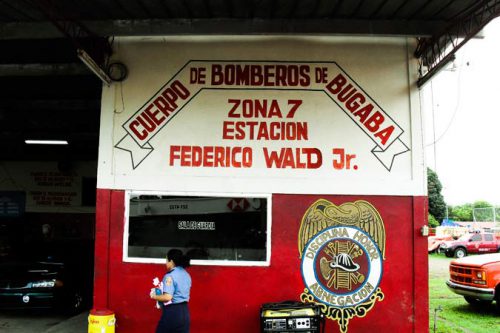 CUERPO DE BOMBEROS DE BUGABA
ZONA 7
ESTACION
FEDERICO WALD Jr.
SALA DE GUARDIA
DISCIPLINA HONOR
ABNEGACION